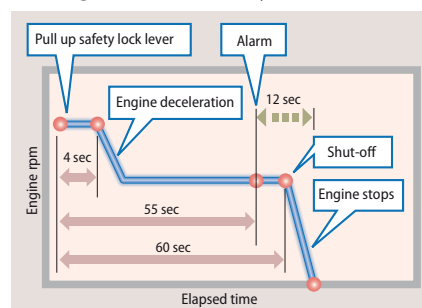 Pull up safety lock lever
Alarm
12 sec
Engine deceleration
4 sec
Shut-off
Engine stops
55 sec
60 sec
Engine rpm
Elapsed time